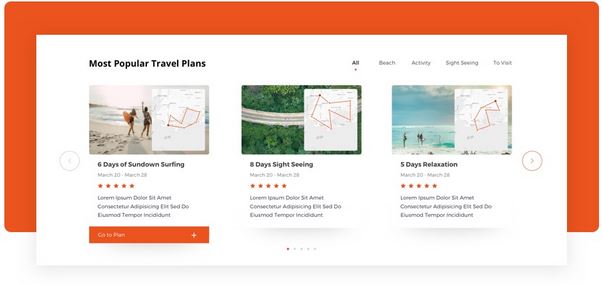 Most Popular Travel Plans
All
Beach
Activity
Sight Seeing
To Visit
6 Days of Sundown Surfing
March 20 - March 28
Lorem Ipsum Dolor Sit Amet
Consectetur Adipisicing Elit Sed Do
Eiusmod Tempor Incididunt
Go to Plan
8 Days Sight Seeing
March 20 - March 28
Lorem Ipsum Dolor Sit Amet
Consectetur Adipisicing Elit Sed Do
Eiusmod Tempor Incididunt
5 Days Relaxation
March 20 - March 28
Lorem Ipsum Dolor Sit Amet
Consectetur Adipisicing Elit Sed Do
Eiusmod Tempor Incididunt